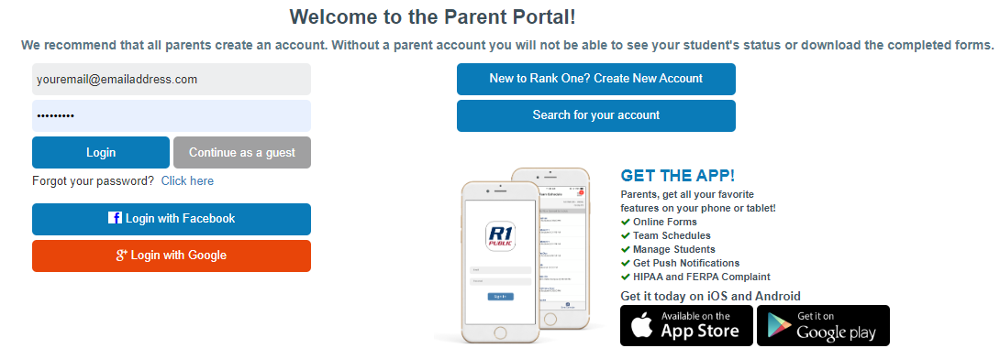 Welcome to the Parent Portal!
We recommend that all parents create an account. Without a parent account you will not be able to see your student's status or download the completed forms.
youremail@emailaddress.com
•••••••••
Login
Continue as a guest
Forgot your password? Click here
Login with Facebook
Login with Google
New to Rank One? Create New Account
Search for your account
R1
PUBLIC
Sign In
Team Schedules
GET THE APP!
Parents, get all your favorite
features on your phone or tablet!
Online Forms
Team Schedules
Manage Students
Get Push Notifications
HIPAA and FERPA Complaint
Get it today on iOS and Android
Available on the
App Store
Get it on
Google play